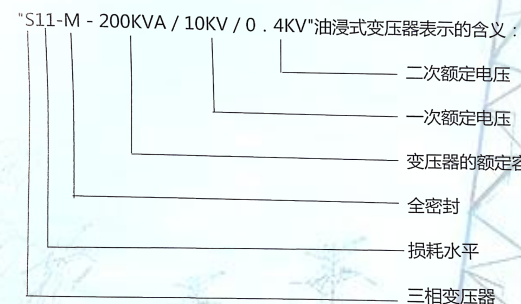 "S11-M - 200KVA / 10KV / 0 . 4KV"油浸式变压器表示的含义：
二次额定电压
一次额定电压
变压器的额定容
全密封
损耗水平
三相变压器